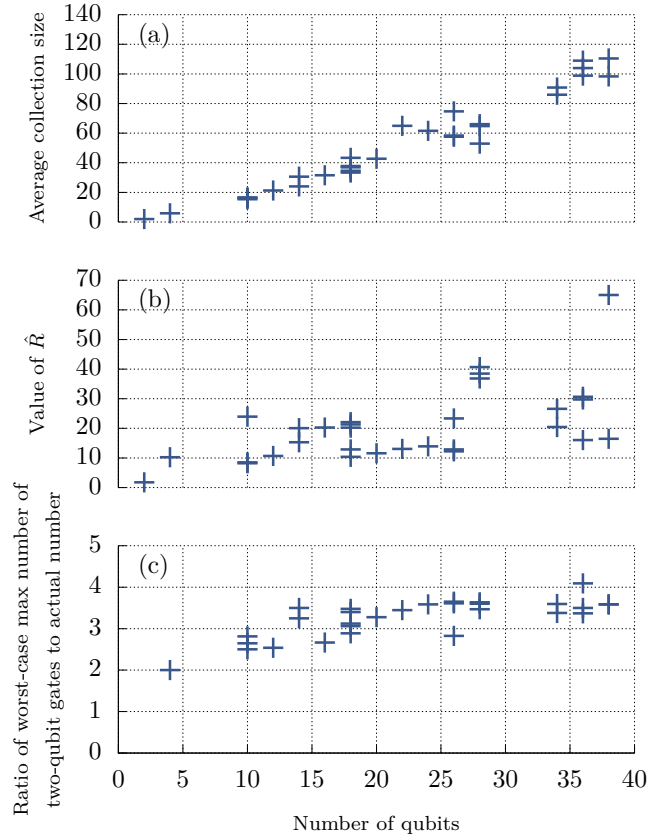 140
120
100
80
60
40
20
0
Average collection size
(a)
70
60
50
40
30
20
10
0
Value of R̂
(b)
5
4
3
2
1
0
Ratio of worst-case max number of
two-qubit gates to actual number
(c)
0 5 10 15 20 25 30 35 40
Number of qubits